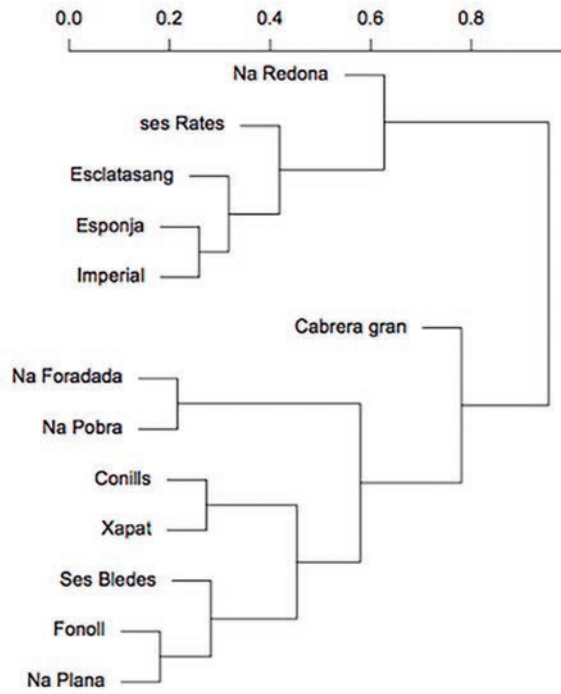 0.0 0.2 0.4 0.6 0.8
Na Redona
ses Rates
Esclatasang
Esponja
Imperial
Cabrera gran
Na Foradada
Na Pobra
Conills
Xapat
Ses Bledes
Fonoll
Na Plana